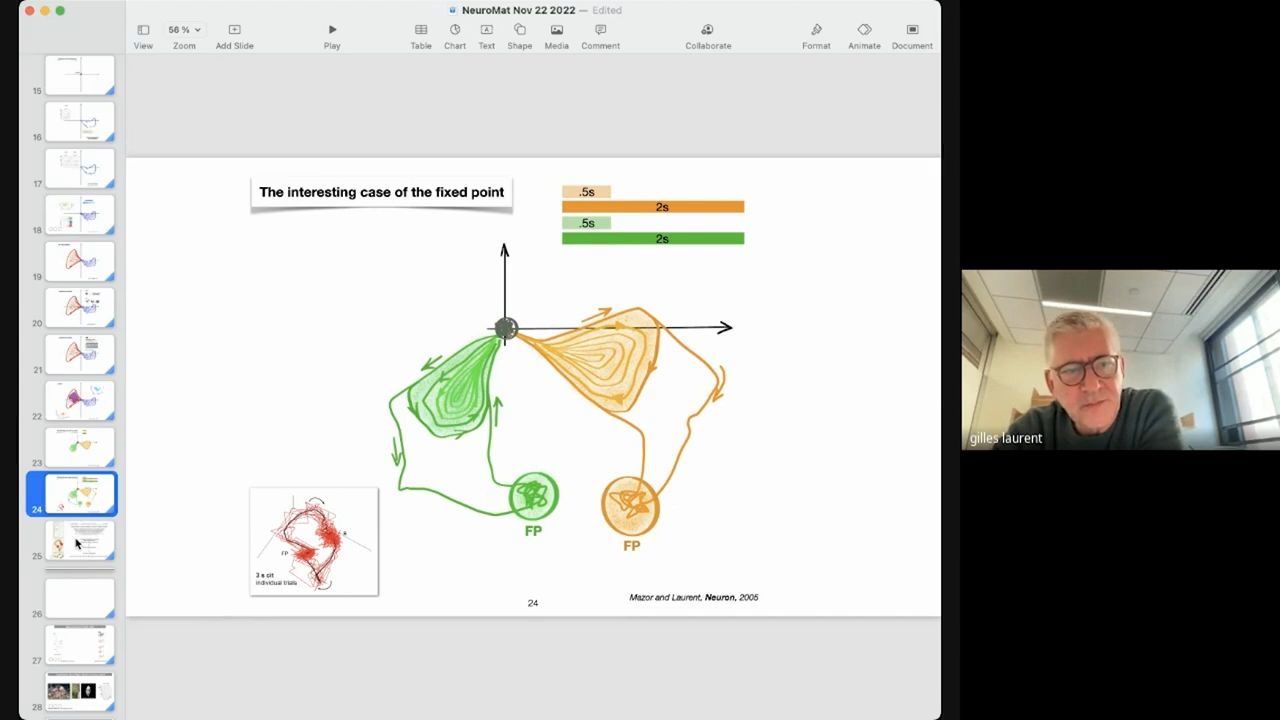 NeuroMat Nov 22 2022 — Edited
56 %
View
Zoom
Add Slide
Play
Table
Chart
Text
Shape
Media
Comment
Collaborate
Format
Animate
Document
15
16
17
18
19
20
21
22
23
24
25
26
27
28
The interesting case of the fixed point
.5s
2s
.5s
2s
FP
FP
FP
B
3 s cit
individual trials
24
Mazor and Laurent, Neuron, 2005
gilles laurent